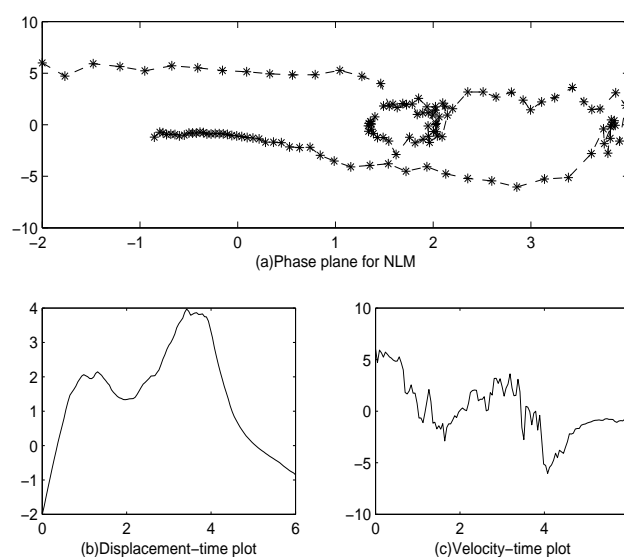 10
5
0
−5
−10
−2 −1 0 1 2 3
(a)Phase plane for NLM
4
3
2
1
0
−1
−2
0 2 4 6
(b)Displacement−time plot
10
5
0
−5
−10
0 2 4
(c)Velocity−time plot